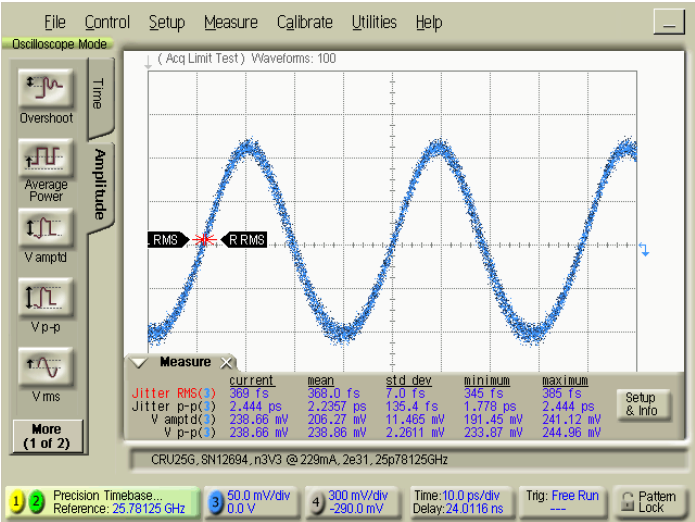 File Control Setup Measure Calibrate Utilities Help
Oscilloscope Mode
( Acq Limit Test ) Waveforms: 100
Time
Amplitude
Overshoot
Average
Power
V amptd
V p-p
V rms
More
(1 of 2)
L RMS R RMS
Measure
current mean std dev minimum maximum
Jitter RMS(3) 369 fs 368.0 fs 7.0 fs 345 fs 385 fs
Jitter p-p(3) 2.444 ps 2.2357 ps 135.4 fs 1.778 ps 2.444 ps
V amptd(3) 238.66 mV 206.27 mV 11.465 mV 191.45 mV 241.12 mV
V p-p(3) 238.66 mV 238.86 mV 2.2611 mV 233.87 mV 244.96 mV
Setup
& Info
CRU25G, SN12694, n3V3 @ 229mA, 2e31, 25p78125GHz
1 2 Precision Timebase...
Reference: 25.78125 GHz
3 50.0 mV/div
0.0 V
4 300 mV/div
-290.0 mV
Time:10.0 ps/div
Delay:24.0116 ns
Trig: Free Run
---
Pattern
Lock